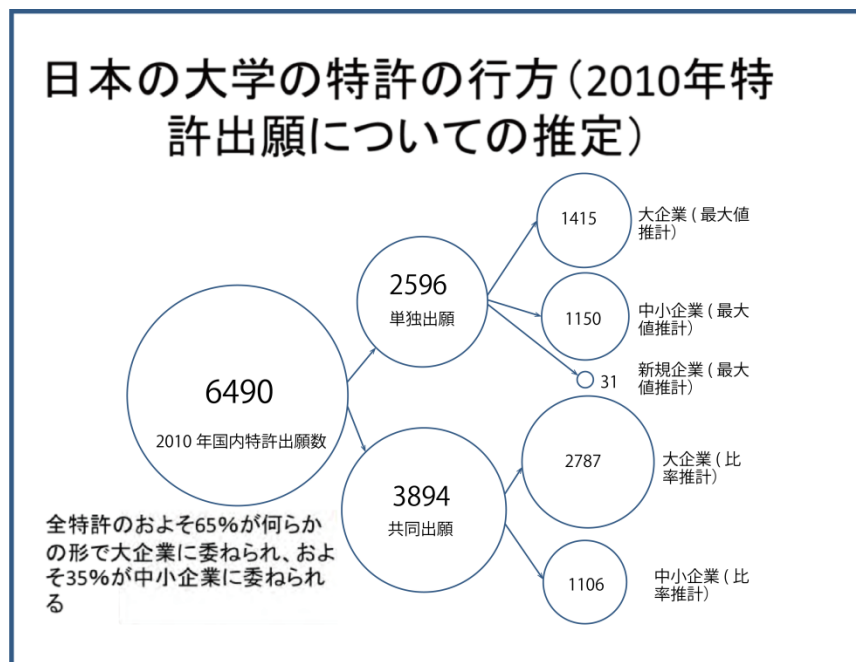 日本の大学の特許の行方（2010年特
許出願についての推定）
1415
大企業 ( 最大値
推計）
2596
単独出願
1150
中小企業 ( 最大
値推計）
31
新規企業 ( 最大
値推計）
6490
2010 年国内特許出願数
2787
大企業 ( 比
率推計）
3894
共同出願
1106
中小企業 ( 比
率推計）
全特許のおよそ65%が何らか
の形で大企業に委ねられ、およ
そ35%が中小企業に委ねられ
る